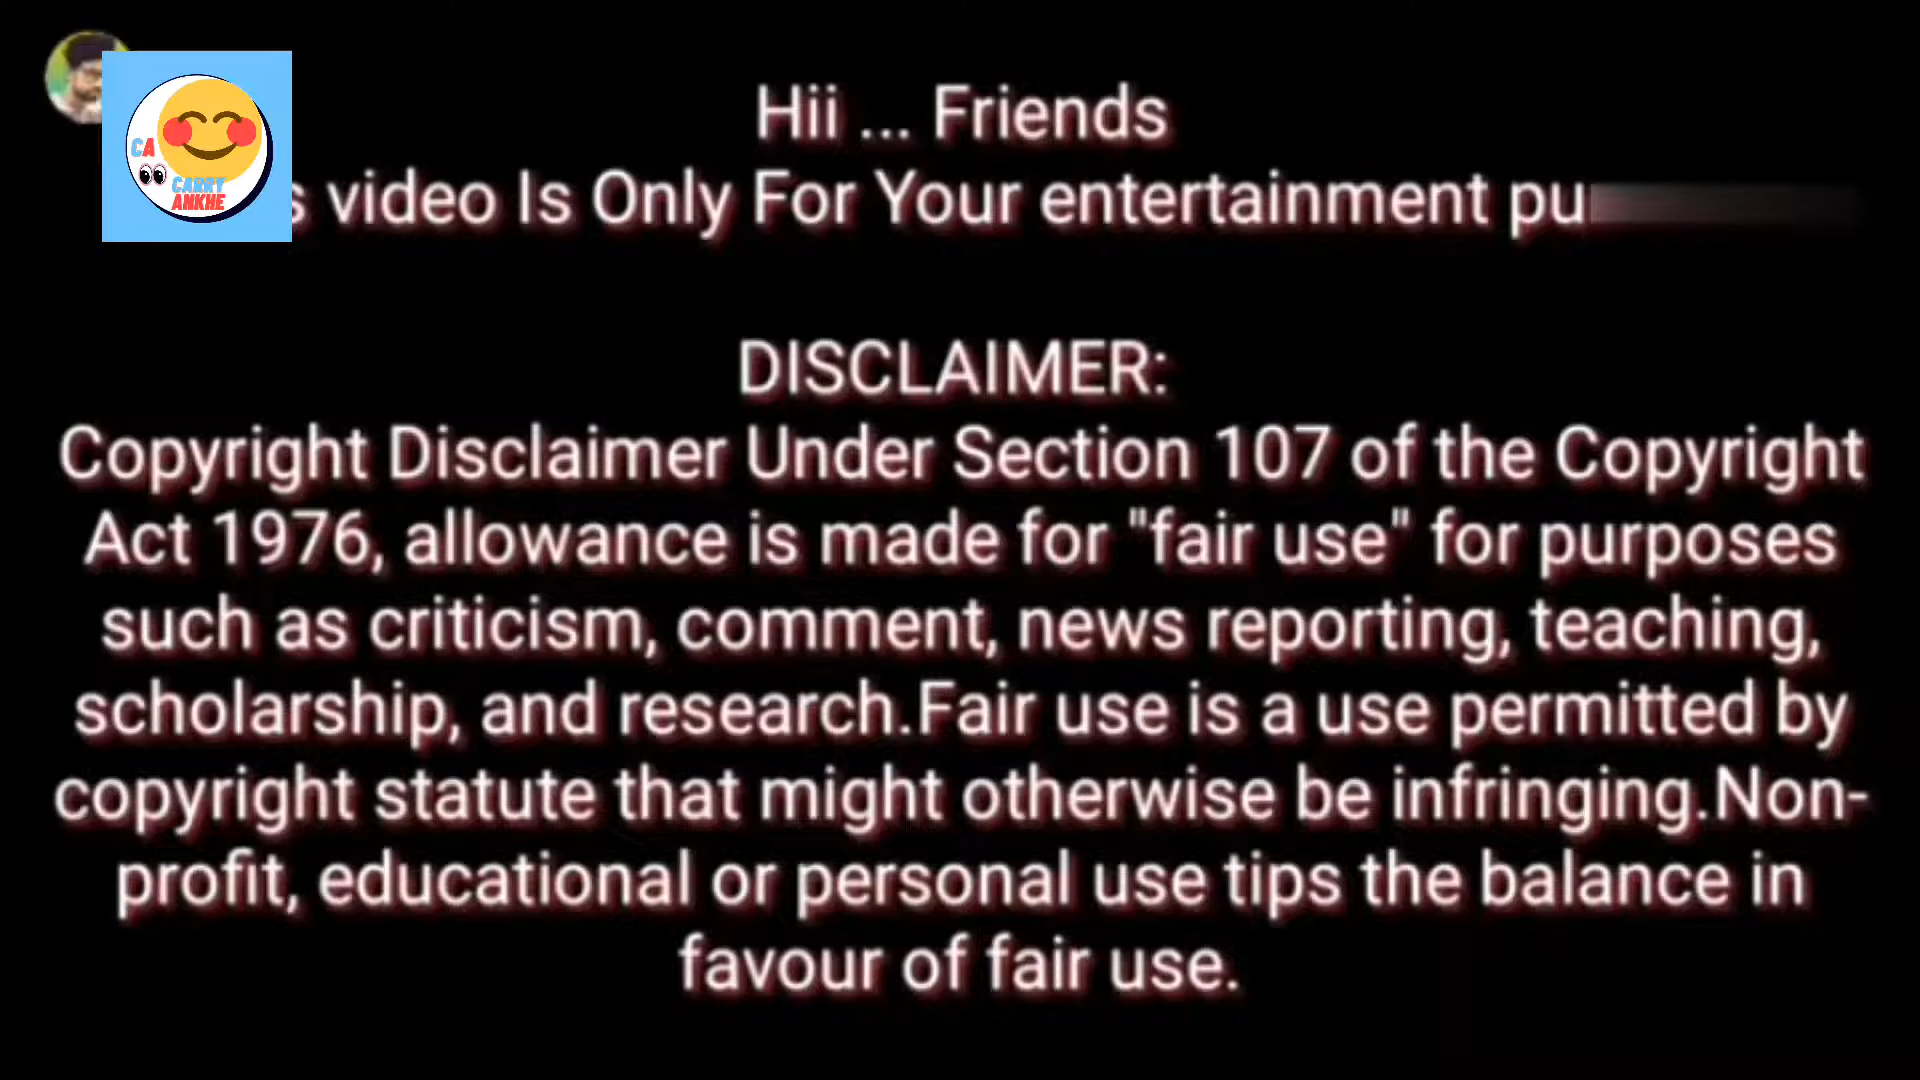 Hii ... Friends
video Is Only For Your entertainment
DISCLAIMER:
Copyright Disclaimer Under Section 107 of the Copyright
Act 1976, allowance is made for "fair use" for purposes
such as criticism, comment, news reporting, teaching,
scholarship, and research.Fair use is a use permitted by
copyright statute that might otherwise be infringing.Non-
profit, educational or personal use tips the balance in
favour of fair use.
CA
CARRY
ANKHE